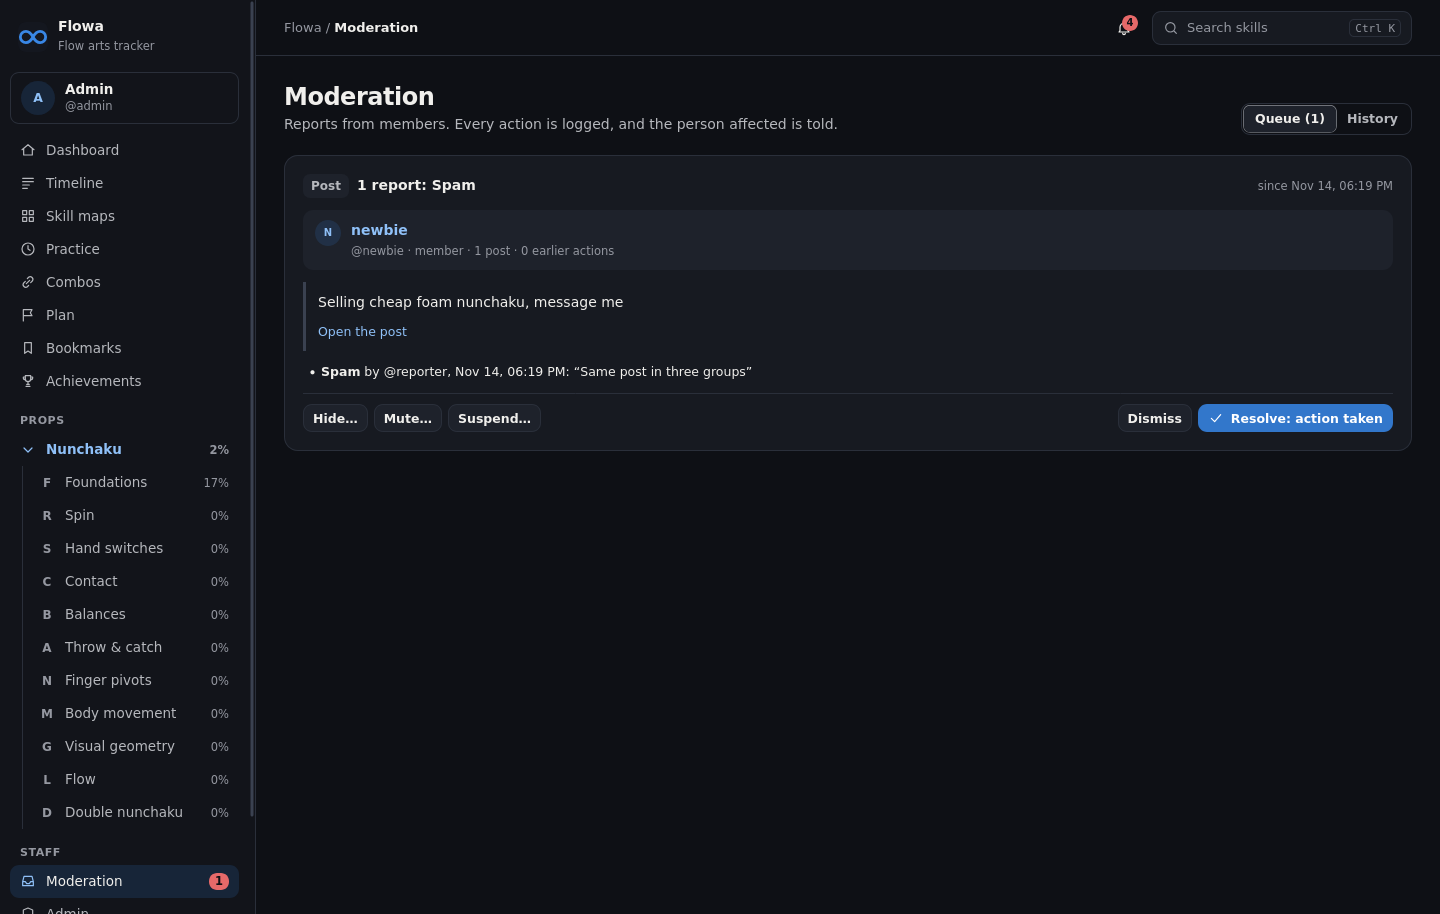 Flowa
Flow arts tracker
A
Admin
@admin
Dashboard
Timeline
Skill maps
Practice
Combos
Plan
Bookmarks
Achievements
PROPS
Nunchaku 2%
F Foundations 17%
R Spin 0%
S Hand switches 0%
C Contact 0%
B Balances 0%
A Throw & catch 0%
N Finger pivots 0%
M Body movement 0%
G Visual geometry 0%
L Flow 0%
D Double nunchaku 0%
STAFF
Moderation 1
Admin
Flowa / Moderation
4
Search skills Ctrl K
Moderation
Reports from members. Every action is logged, and the person affected is told.
Queue (1) History
Post 1 report: Spam since Nov 14, 06:19 PM
N
newbie
@newbie · member · 1 post · 0 earlier actions
Selling cheap foam nunchaku, message me
Open the post
• Spam by @reporter, Nov 14, 06:19 PM: “Same post in three groups”
Hide… Mute… Suspend… Dismiss Resolve: action taken